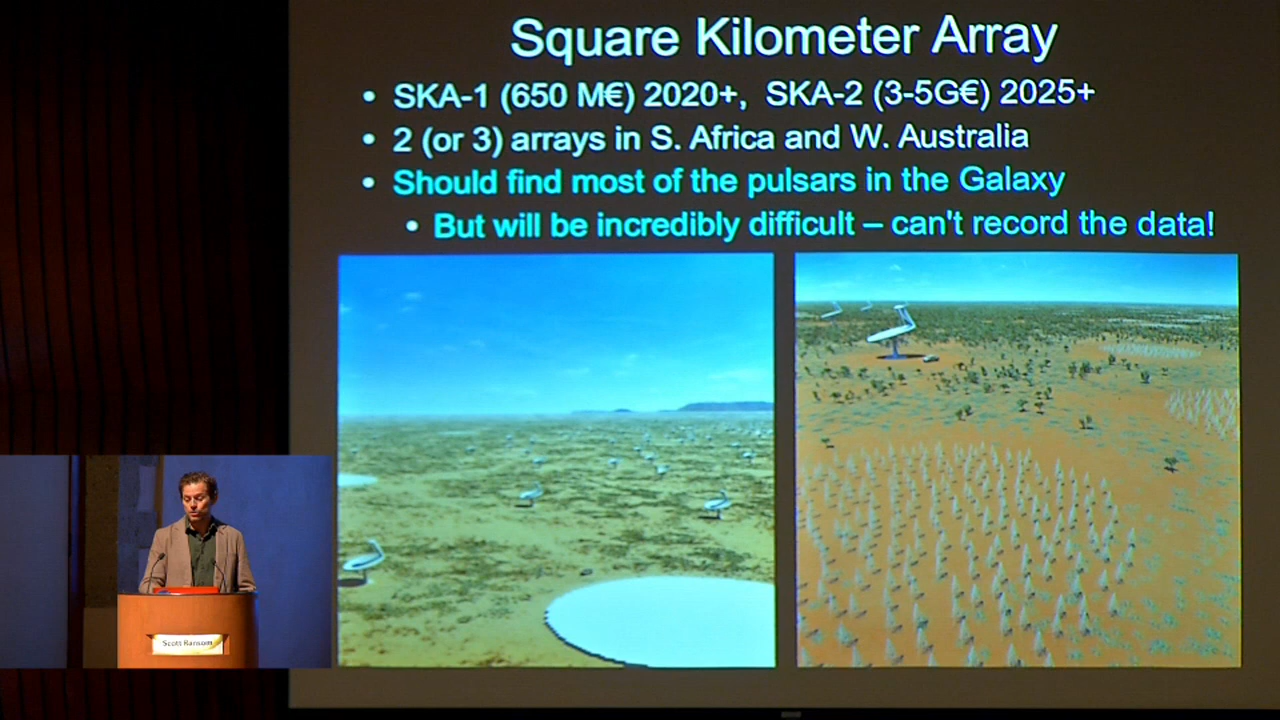 Square Kilometer Array
• SKA-1 (650 M€) 2020+, SKA-2 (3-5G€) 2025+
• 2 (or 3) arrays in S. Africa and W. Australia
• Should find most of the pulsars in the Galaxy
• But will be incredibly difficult – can't record the data!
Scott Ransom